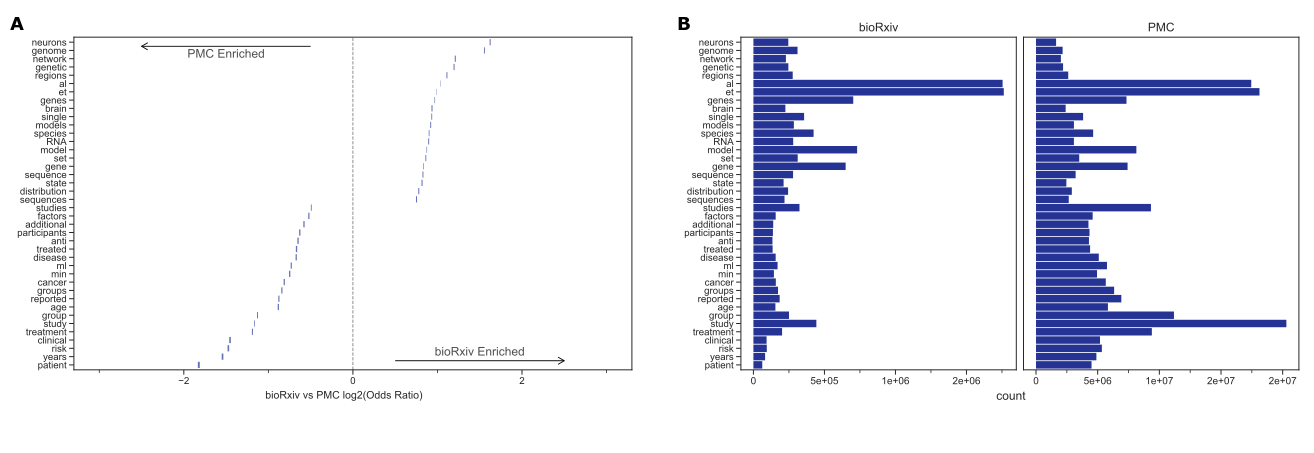 A
neurons
genome
network
genetic
regions
al
et
genes
brain
single
models
species
RNA
model
set
gene
sequence
state
distribution
sequences
studies
factors
additional
participants
anti
treated
disease
ml
min
cancer
groups
reported
age
group
study
treatment
clinical
risk
years
patient
PMC Enriched
bioRxiv Enriched
−2
0
2
bioRxiv vs PMC log2(Odds Ratio)
B
bioRxiv
PMC
neurons
genome
network
genetic
regions
al
et
genes
brain
single
models
species
RNA
model
set
gene
sequence
state
distribution
sequences
studies
factors
additional
participants
anti
treated
disease
ml
min
cancer
groups
reported
age
group
study
treatment
clinical
risk
years
patient
0
5e+05
1e+06
2e+06
0
5e+06
1e+07
2e+07
2e+07
count